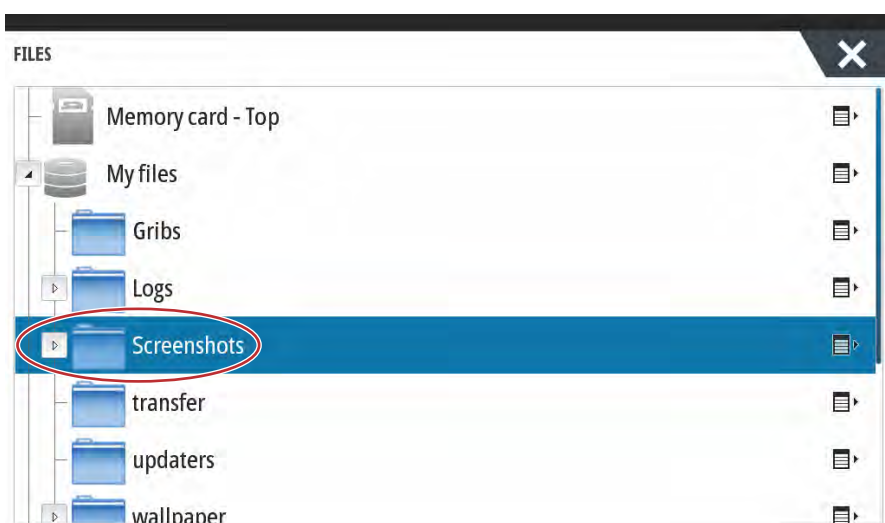 FILES
Memory card - Top
My files
Gribs
Logs
Screenshots
transfer
updaters
wallpaper